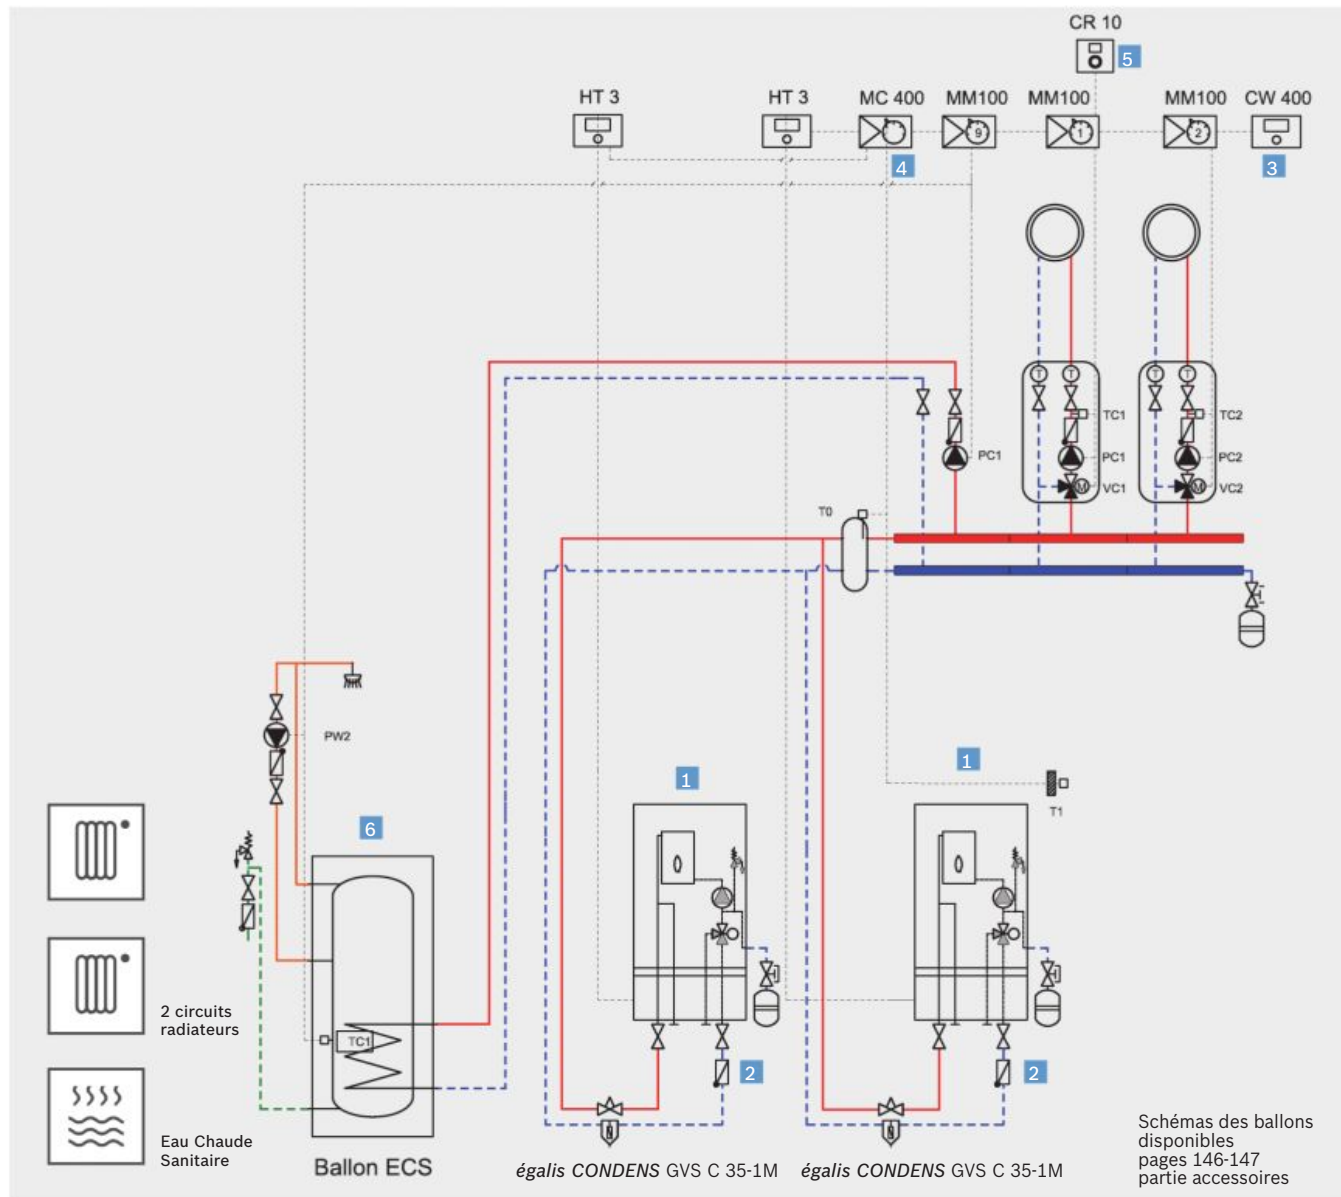 CR 10
5
HT 3
HT 3
MC 400
MM100
MM100
MM100
CW 400
9
1
2
4
3
T
T
T
T
TC1
TC2
PC1
PC1
PC2
M
VC1
M
VC2
T0
PW2
1
1
T1
6
2 circuits
radiateurs
TC1
2
2
Eau Chaude
Sanitaire
Ballon ECS
égalis CONDENS GVS C 35-1M
égalis CONDENS GVS C 35-1M
Schémas des ballons
disponibles
pages 146-147
partie accessoires